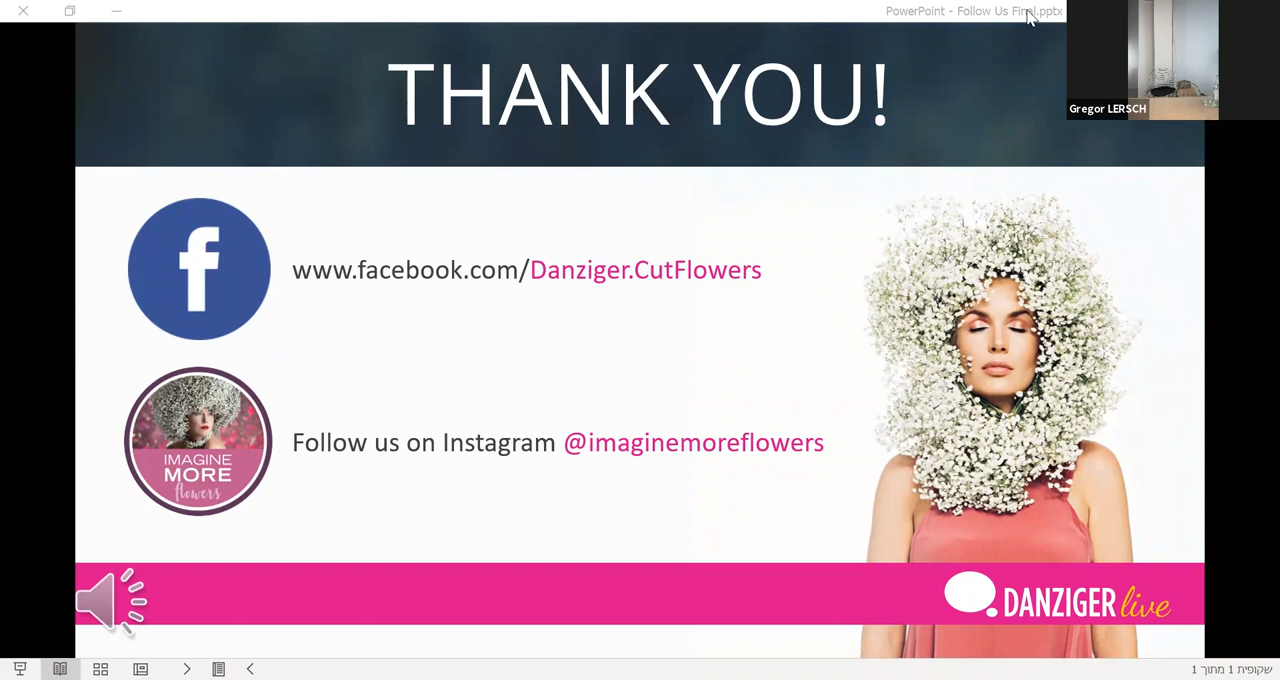 PowerPoint - Follow Us Final.pptx
Gregor LERSCH
THANK YOU!
www.facebook.com/Danziger.CutFlowers
IMAGINE
MORE
flowers
Follow us on Instagram @imaginemoreflowers
DANZIGER live
שקופית 1 מתוך 1